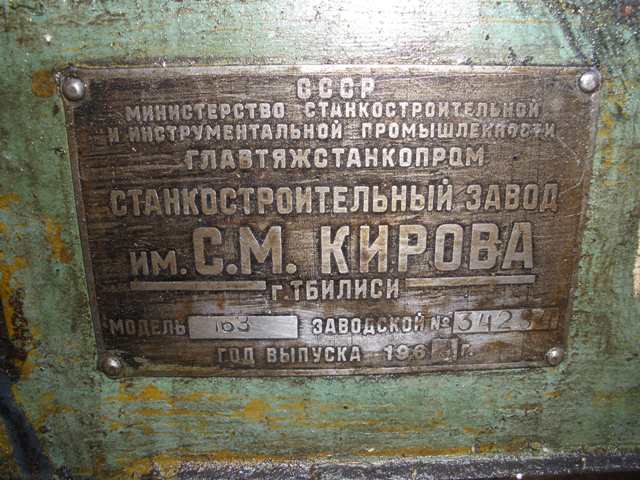 СССР
МИНИСТЕРСТВО СТАНКОСТРОИТЕЛЬНОЙ
И ИНСТРУМЕНТАЛЬНОЙ ПРОМЫШЛЕННОСТИ
ГЛАВТЯЖСТАНКОПРОМ
СТАНКОСТРОИТЕЛЬНЫЙ ЗАВОД
ИМ. С.М. КИРОВА
Г. ТБИЛИСИ
МОДЕЛЬ 163 ЗАВОДСКОЙ №
ГОД ВЫПУСКА